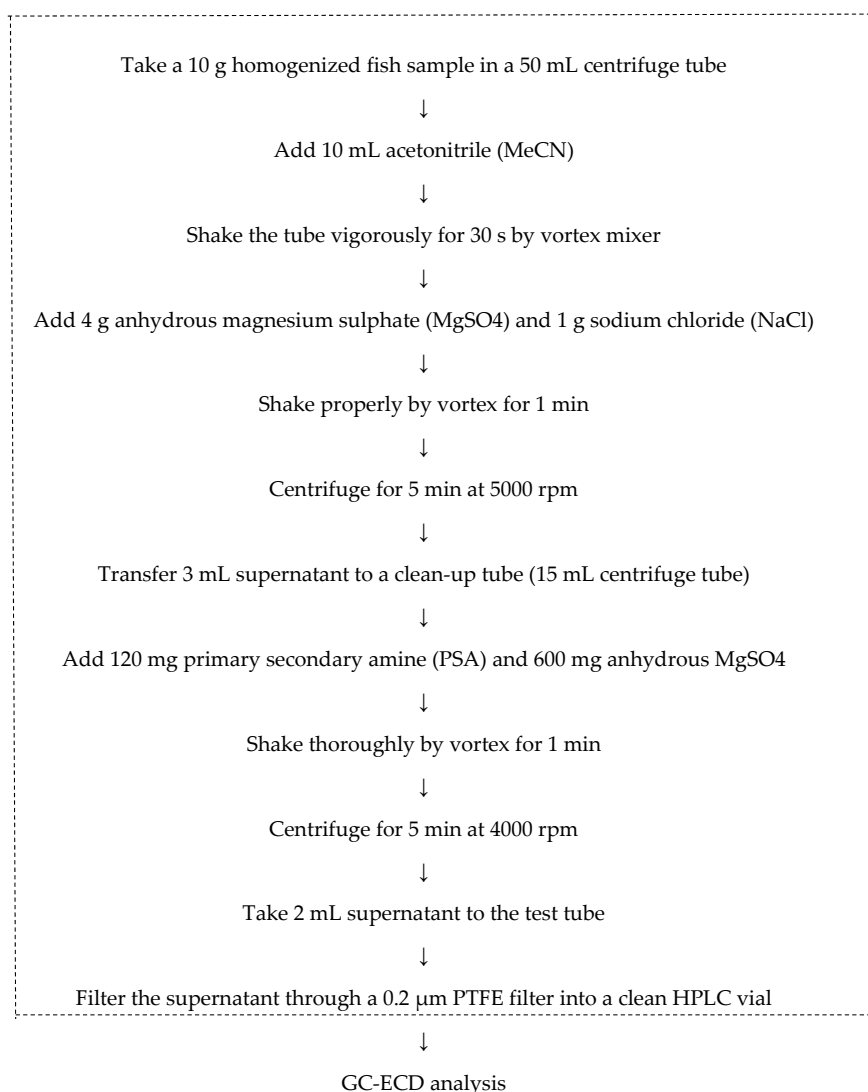 Take a 10 g homogenized fish sample in a 50 mL centrifuge tube
↓
Add 10 mL acetonitrile (MeCN)
↓
Shake the tube vigorously for 30 s by vortex mixer
↓
Add 4 g anhydrous magnesium sulphate (MgSO4) and 1 g sodium chloride (NaCl)
↓
Shake properly by vortex for 1 min
↓
Centrifuge for 5 min at 5000 rpm
↓
Transfer 3 mL supernatant to a clean-up tube (15 mL centrifuge tube)
↓
Add 120 mg primary secondary amine (PSA) and 600 mg anhydrous MgSO4
↓
Shake thoroughly by vortex for 1 min
↓
Centrifuge for 5 min at 4000 rpm
↓
Take 2 mL supernatant to the test tube
↓
Filter the supernatant through a 0.2 μm PTFE filter into a clean HPLC vial
↓
GC-ECD analysis